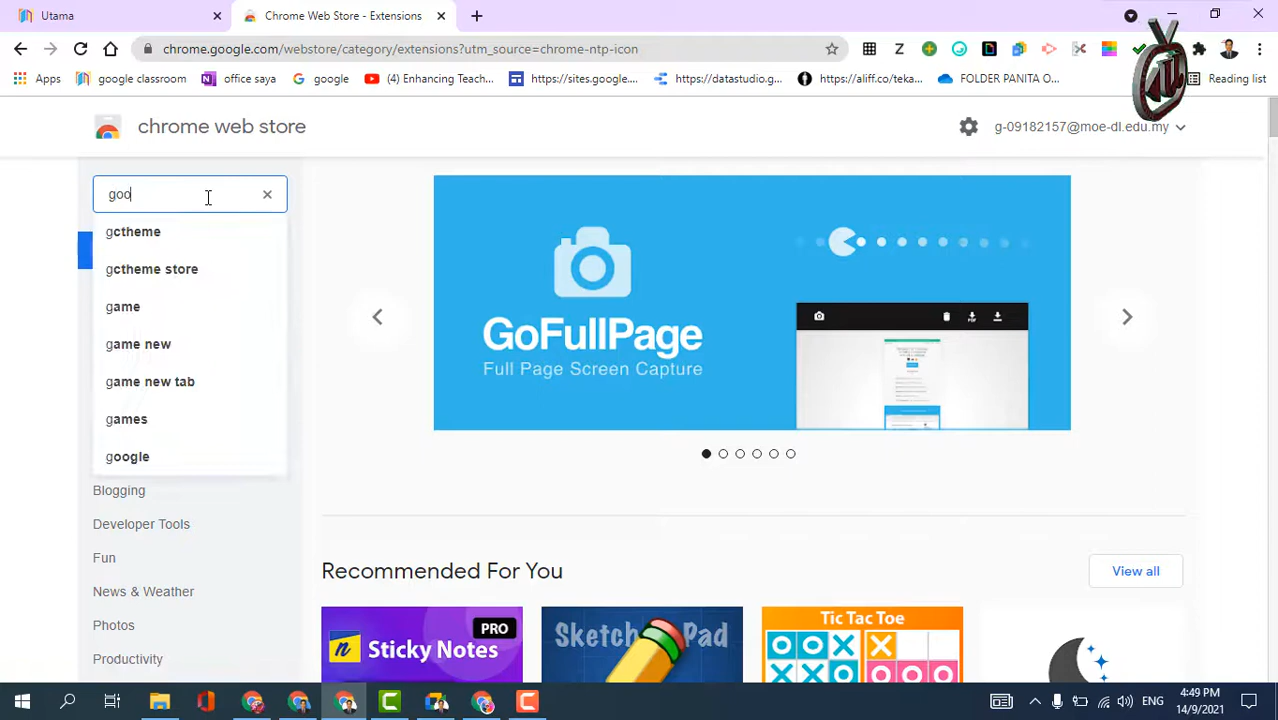 Utama
Chrome Web Store - Extensions
chrome.google.com/webstore/category/extensions?utm_source=chrome-ntp-icon
Apps
google classroom
office saya
google
(4) Enhancing Teach...
https://sites.google....
https://datastudio.g...
https://aliff.co/teka...
FOLDER PANITA O...
Reading list
chrome web store
g-09182157@moe-dl.edu.my
goo
gctheme
gctheme store
game
game new
game new tab
games
google
Blogging
Developer Tools
Fun
News & Weather
Photos
Productivity
GoFullPage
Full Page Screen Capture
PDF
Recommended For You
View all
Sticky Notes
PRO
Sketch Pad
Tic Tac Toe
ENG
4:49 PM
14/9/2021